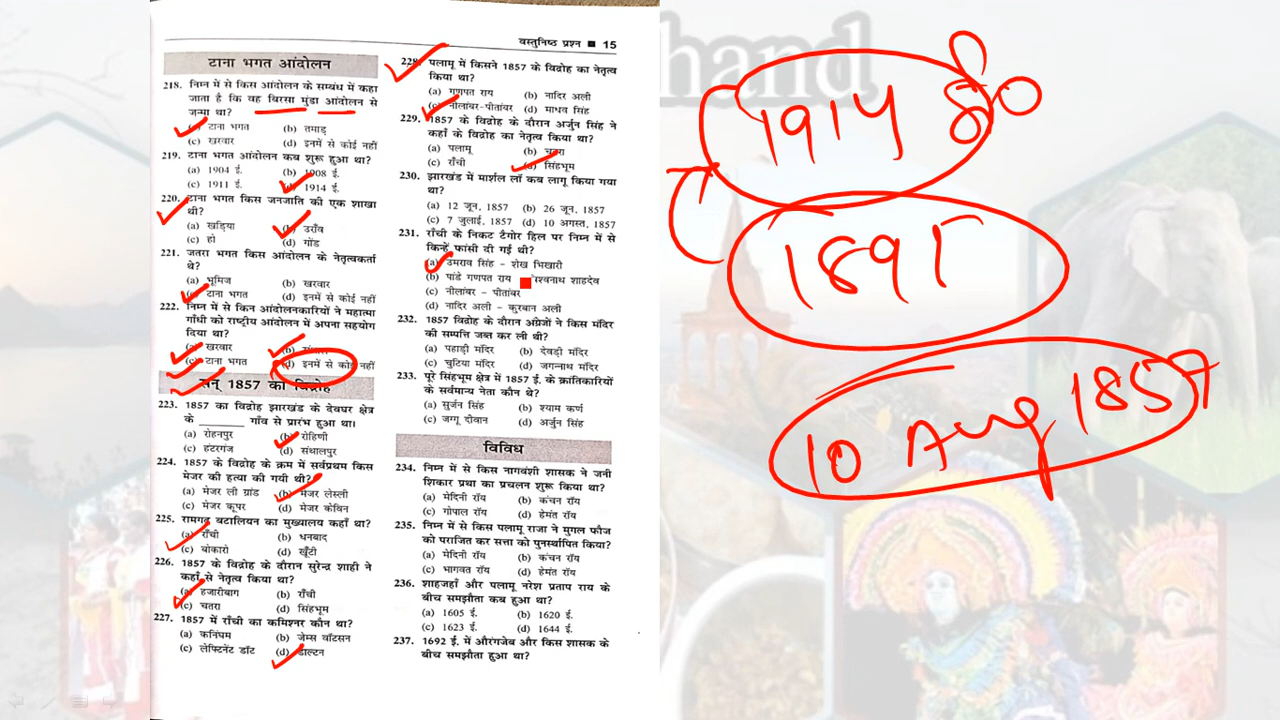 वस्तुनिष्ठ प्रश्न ■ 15
टाना भगत आंदोलन
218. निम्न में से किस आंदोलन के सम्बंध में कहा
जाता है कि वह बिरसा मुंडा आंदोलन से
जन्मा था?
टाना भगत (b) तमाड़
(c) खरवार (d) इनमें से कोई नहीं
219. टाना भगत आंदोलन कब शुरू हुआ था?
(a) 1904 ई. (b) 1908 ई.
(c) 1911 ई. 1914 ई.
220. टाना भगत किस जनजाति की एक शाखा
थी?
(a) खड़िया उराँव
(c) हो (d) गोंड
221. जतरा भगत किस आंदोलन के नेतृत्वकर्ता
थे?
(a) भूमिज (b) खरवार
टाना भगत (d) इनमें से कोई नहीं
222. निम्न में से किन आंदोलनकारियों ने महात्मा
गाँधी को राष्ट्रीय आंदोलन में अपना सहयोग
दिया था?
खरवार (b)
(c) टाना भगत (d) इनमें से कोई नहीं
सन् 1857 का विद्रोह
223. 1857 का विद्रोह झारखंड के देवघर क्षेत्र
के ________ गाँव से प्रारंभ हुआ था।
(a) रोहनपुर (b) रोहिणी
(c) हंटरगंज (d) संथालपुर
224. 1857 के विद्रोह के क्रम में सर्वप्रथम किस
मेजर की हत्या की गयी थी?
(a) मेजर ली ग्रांड (b) मेजर लेस्ली
(c) मेजर कूपर (d) मेजर केविन
225. रामगढ़ बटालियन का मुख्यालय कहाँ था?
(a) राँची (b) धनबाद
(c) बोकारो (d) खूँटी
226. 1857 के विद्रोह के दौरान सुरेन्द्र शाही ने
कहाँ से नेतृत्व किया था?
(a) हजारीबाग (b) राँची
(c) चतरा (d) सिंहभूम
227. 1857 में राँची का कमिश्नर कौन था?
(a) कनिंघम (b) जेम्स वॉटसन
(c) लेफ्टिनेंट डॉट (d) डाल्टन
228. पलामू में किसने 1857 के विद्रोह का नेतृत्व
किया था?
(a) गणपत राय (b) नादिर अली
(c) नीलांबर-पीतांबर (d) माधव सिंह
229. 1857 के विद्रोह के दौरान अर्जुन सिंह ने
कहाँ के विद्रोह का नेतृत्व किया था?
(a) पलामू (b) चतरा
(c) राँची (d) सिंहभूम
230. झारखंड में मार्शल लॉ कब लागू किया गया
था?
(a) 12 जून, 1857 (b) 26 जून, 1857
(c) 7 जुलाई, 1857 (d) 10 अगस्त, 1857
231. राँची के निकट टैगोर हिल पर निम्न में से
किन्हें फांसी दी गई थी?
(a) उमराव सिंह - शेख भिखारी
(b) पांडे गणपत राय शाहदेव
(c) नीलांबर - पीतांबर
(d) नादिर अली - कुरबान अली
232. 1857 विद्रोह के दौरान अंग्रेजों ने किस मंदिर
की सम्पत्ति जब्त कर ली थी?
(a) पहाड़ी मंदिर (b) देवड़ी मंदिर
(c) चुटिया मंदिर (d) जगन्नाथ मंदिर
233. पूरे सिंहभूम क्षेत्र में 1857 ई. के क्रांतिकारियों
के सर्वमान्य नेता कौन थे?
(a) सुर्जन सिंह (b) श्याम कर्ण
(c) जग्गू दीवान (d) अर्जुन सिंह
विविध
234. निम्न में से किस नागवंशी शासक ने जनी
शिकार प्रथा का प्रचलन शुरू किया था?
(a) मेदिनी रॉय (b) कंचन रॉय
(c) गोपाल रॉय (d) हेमंत रॉय
235. निम्न में से किस पलामू राजा ने मुगल फौज
को पराजित कर सत्ता को पुनर्स्थापित किया?
(a) मेदिनी रॉय (b) कंचन रॉय
(c) भागवत रॉय (d) हेमंत रॉय
236. शाहजहाँ और पलामू नरेश प्रताप राय के
बीच समझौता कब हुआ था?
(a) 1605 ई. (b) 1620 ई.
(c) 1623 ई. (d) 1644 ई.
237. 1692 ई. में औरंगजेब और किस शासक के
बीच समझौता हुआ था?
hand
1914 ई०
1895
10 Aug 1857